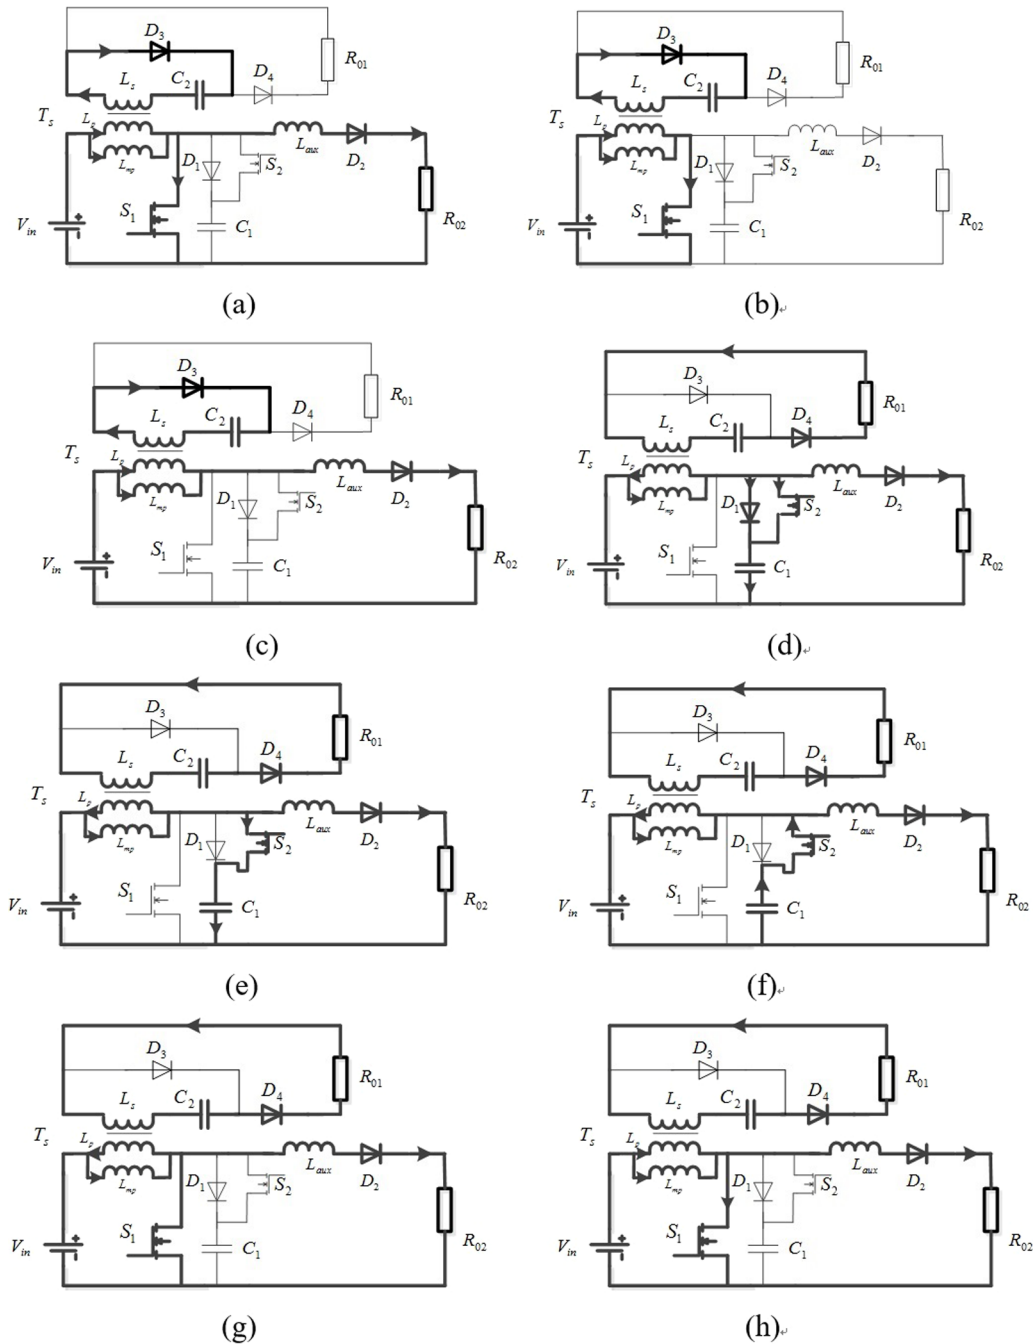 D3 R01
Ls C2 D4
Ts Lp
Lmp D1 S2 Laux D2
Vin S1 C1 R02
(a)
D3 R01
Ls C2 D4
Ts Lp
Lmp D1 S2 Laux D2
Vin S1 C1 R02
(b)
D3 R01
Ls C2 D4
Ts Lp
Lmp D1 S2 Laux D2
Vin S1 C1 R02
(c)
D3 R01
Ls C2 D4
Ts Lp
Lmp D1 S2 Laux D2
Vin S1 C1 R02
(d)
D3 R01
Ls C2 D4
Ts Lp
Lmp D1 S2 Laux D2
Vin S1 C1 R02
(e)
D3 R01
Ls C2 D4
Ts Lp
Lmp D1 S2 Laux D2
Vin S1 C1 R02
(f)
D3 R01
Ls C2 D4
Ts Lp
Lmp D1 S2 Laux D2
Vin S1 C1 R02
(g)
D3 R01
Ls C2 D4
Ts Lp
Lmp D1 S2 Laux D2
Vin S1 C1 R02
(h)